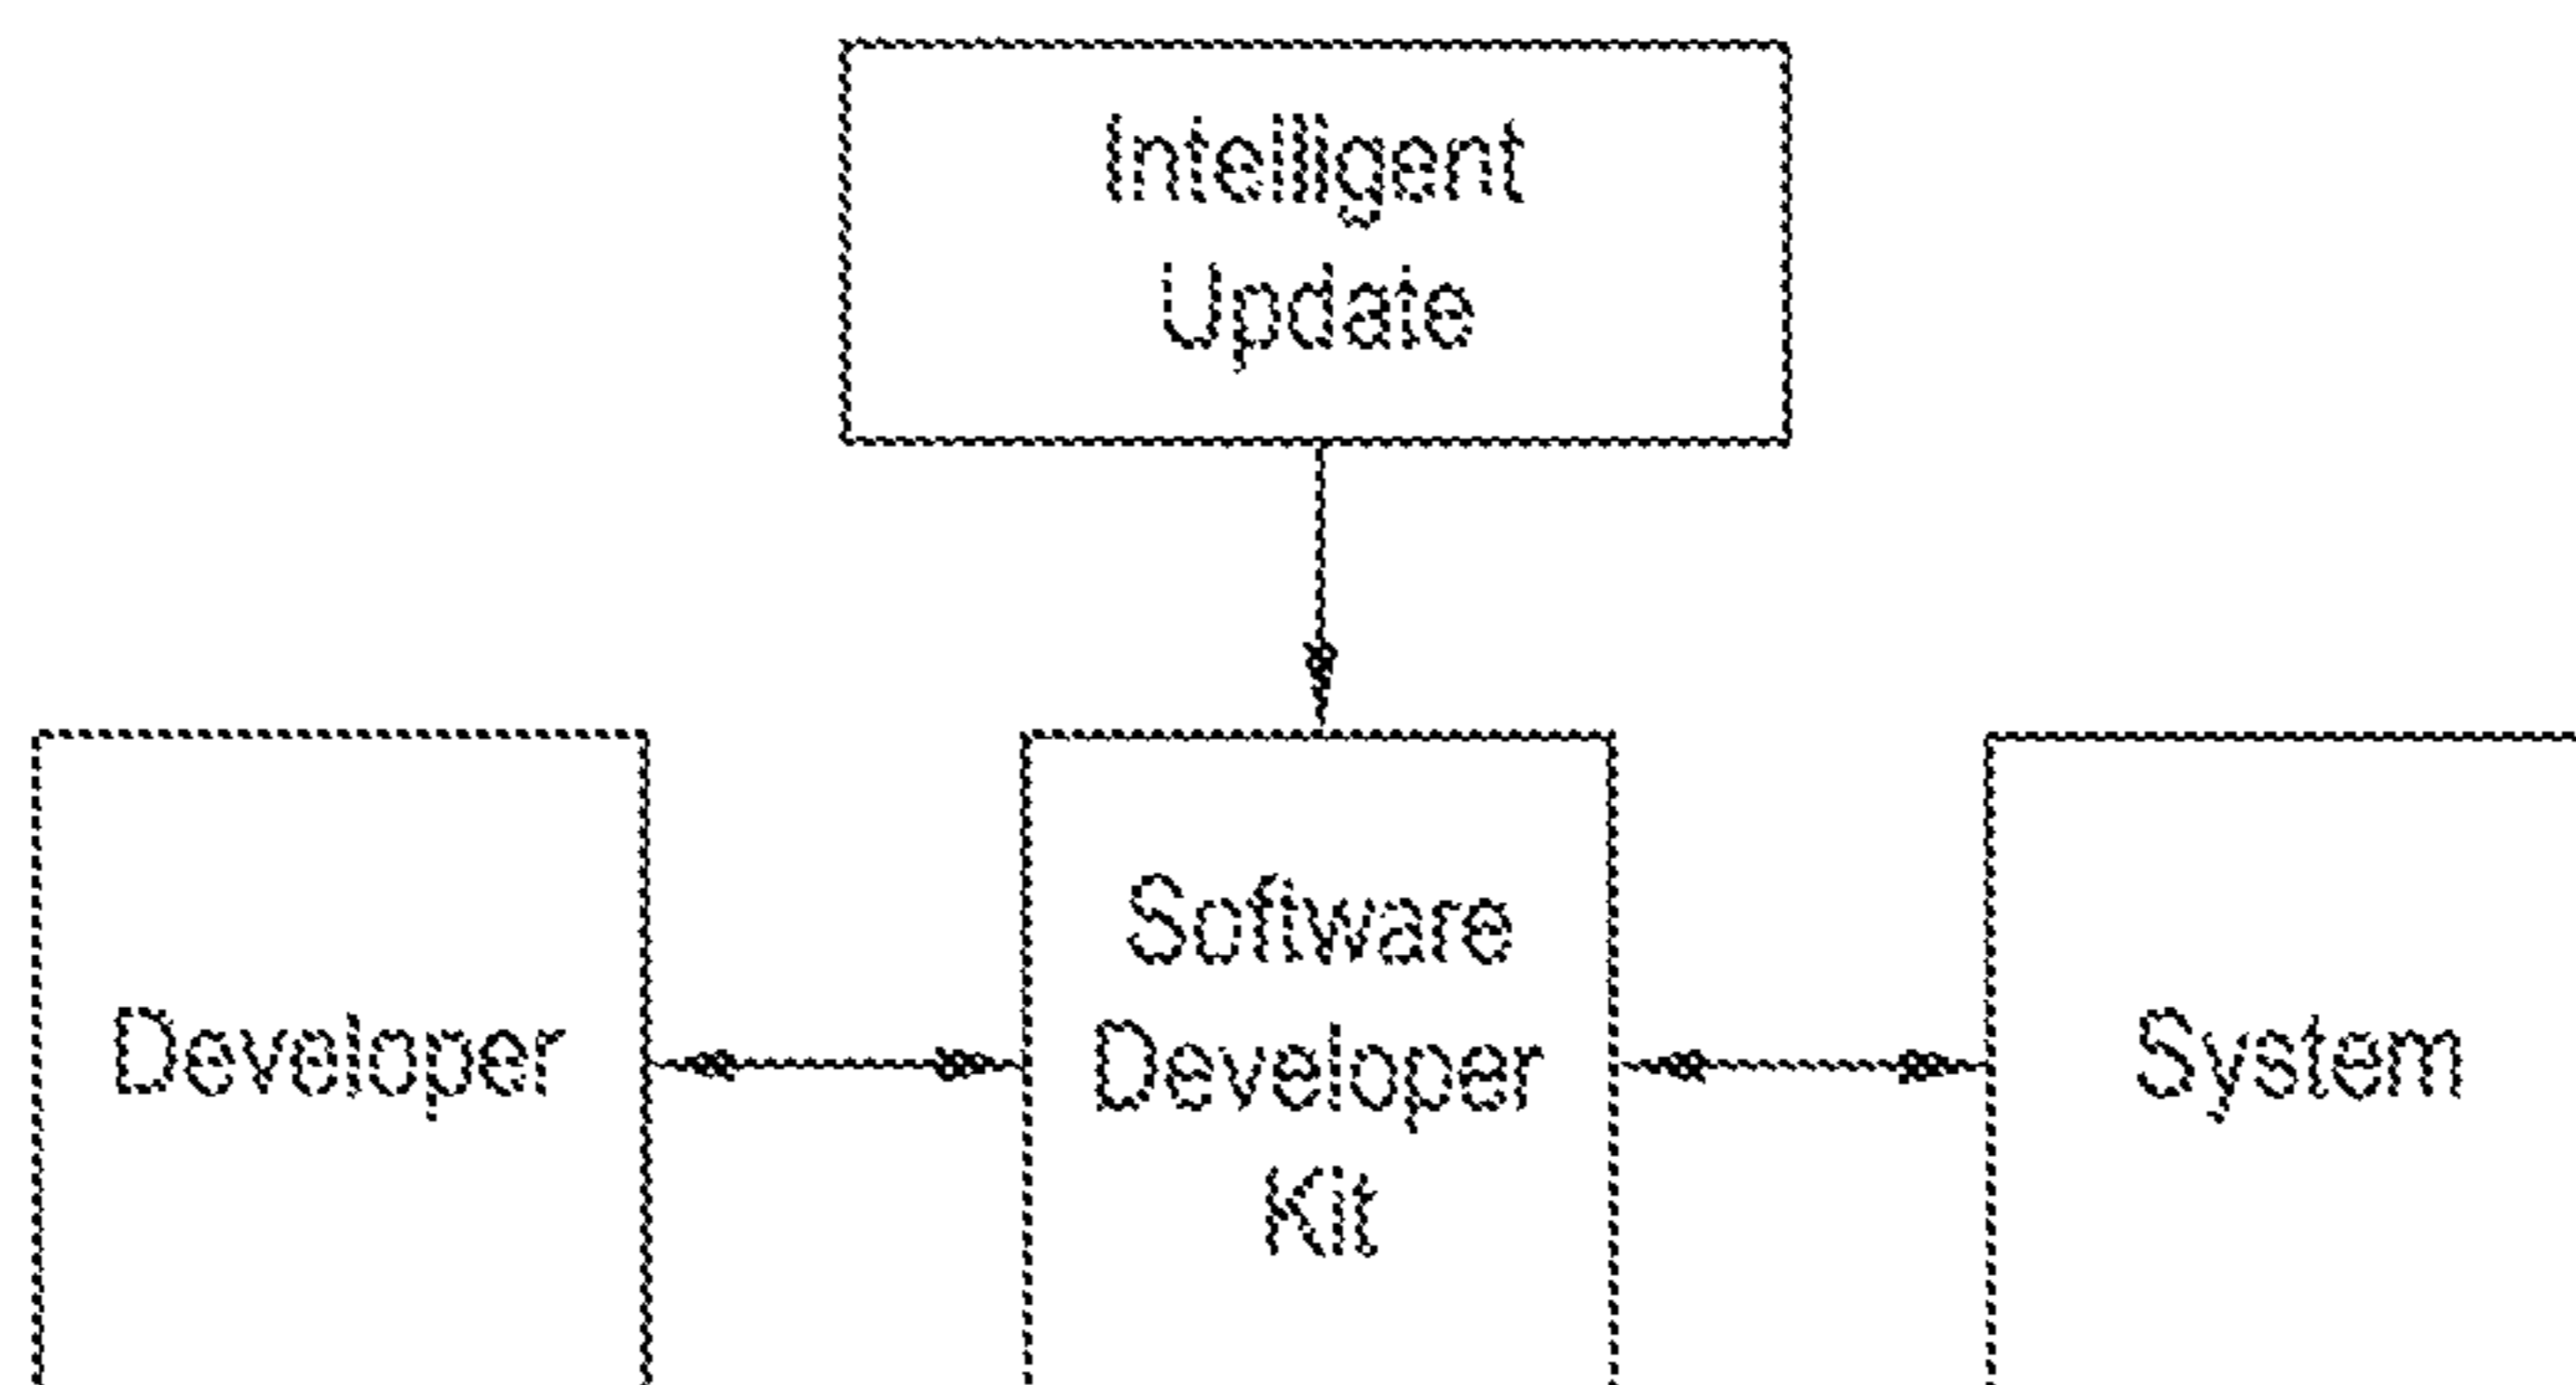 Intelligent
Update
Developer
Software
Developer
Kit
System